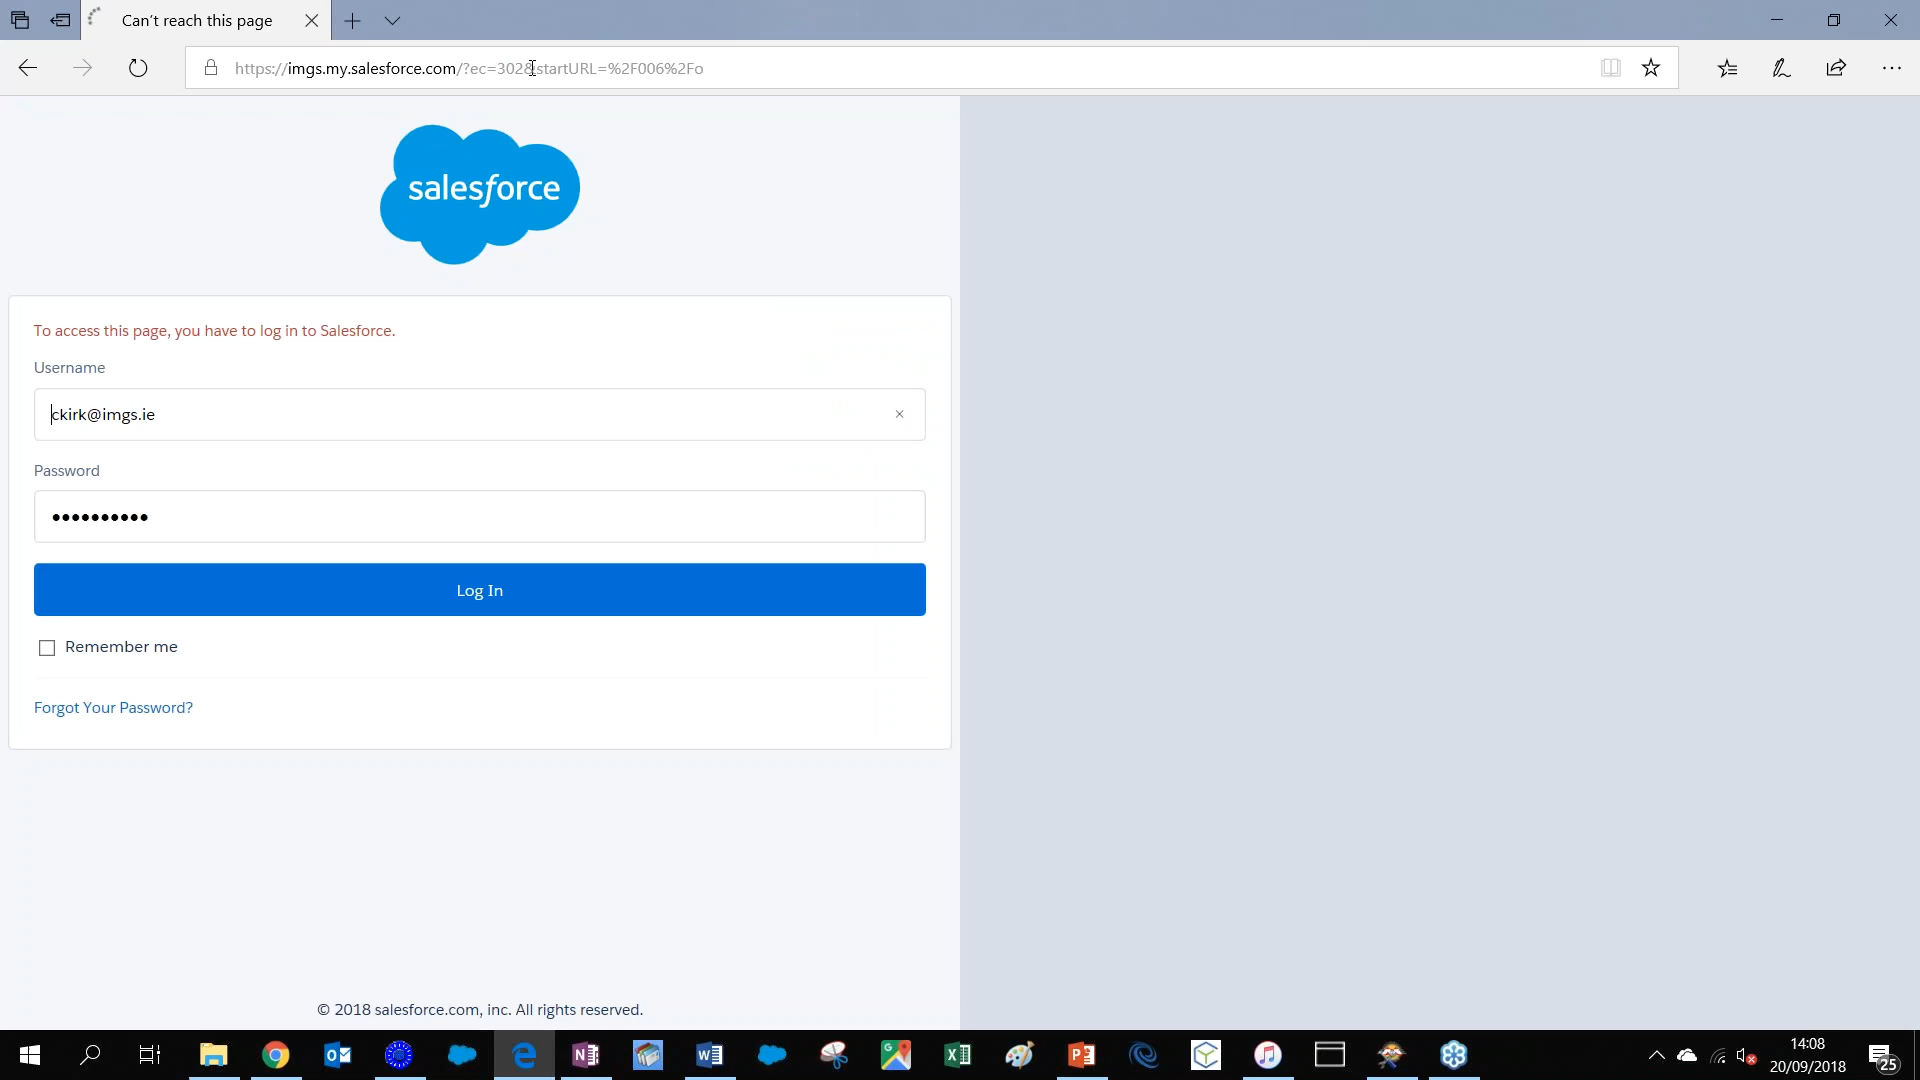 Can't reach this page
https://imgs.my.salesforce.com/?ec=302&startURL=%2F006%2Fo
salesforce
To access this page, you have to log in to Salesforce.
Username
ckirk@imgs.ie
Password
••••••••••
Log In
Remember me
Forgot Your Password?
© 2018 salesforce.com, inc. All rights reserved.
14:08
20/09/2018
25